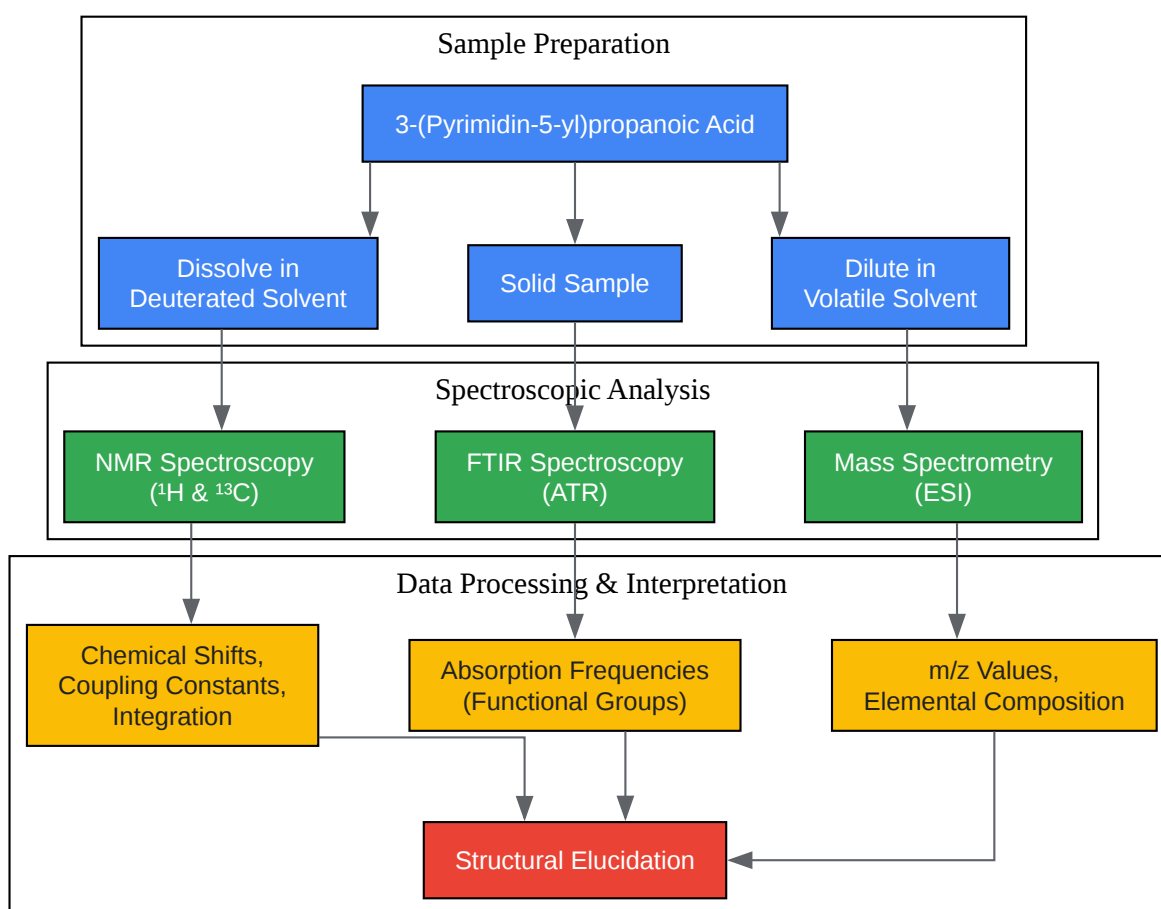 Sample Preparation
3-(Pyrimidin-5-yl)propanoic Acid
Dissolve in
Deuterated Solvent
Solid Sample
Dilute in
Volatile Solvent
Spectroscopic Analysis
NMR Spectroscopy
(¹H & ¹³C)
FTIR Spectroscopy
(ATR)
Mass Spectrometry
(ESI)
Data Processing & Interpretation
Chemical Shifts,
Coupling Constants,
Integration
Absorption Frequencies
(Functional Groups)
m/z Values,
Elemental Composition
Structural Elucidation